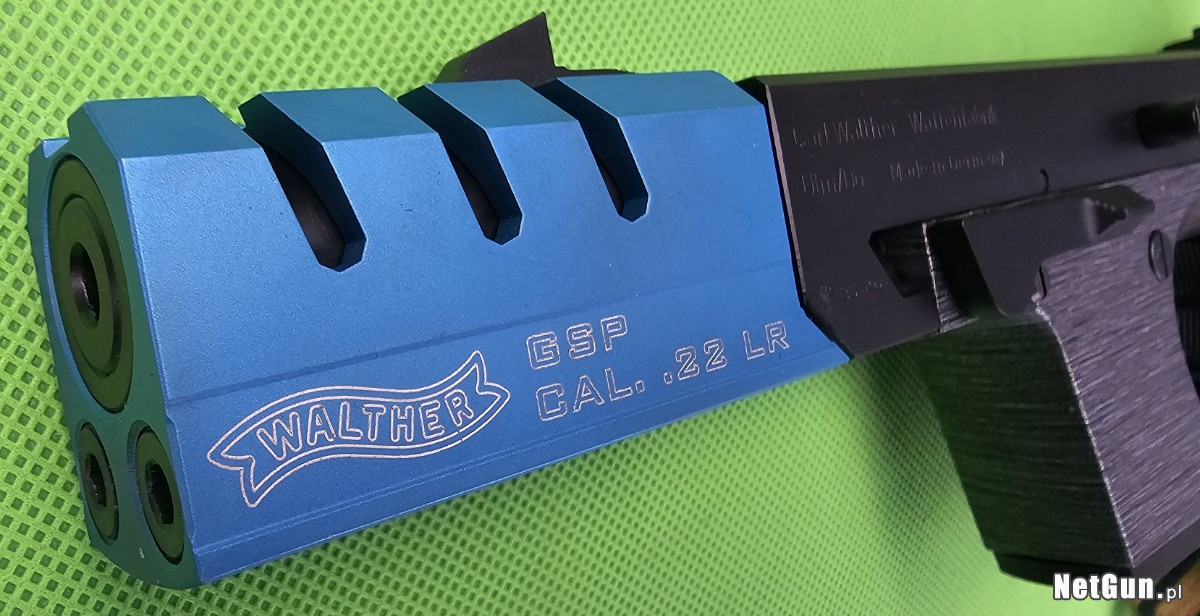 WALTHER
GSP
CAL. .22 LR
Carl Walther Waffenfabrik
Ulm/Do. Made in Germany
NetGun.pl